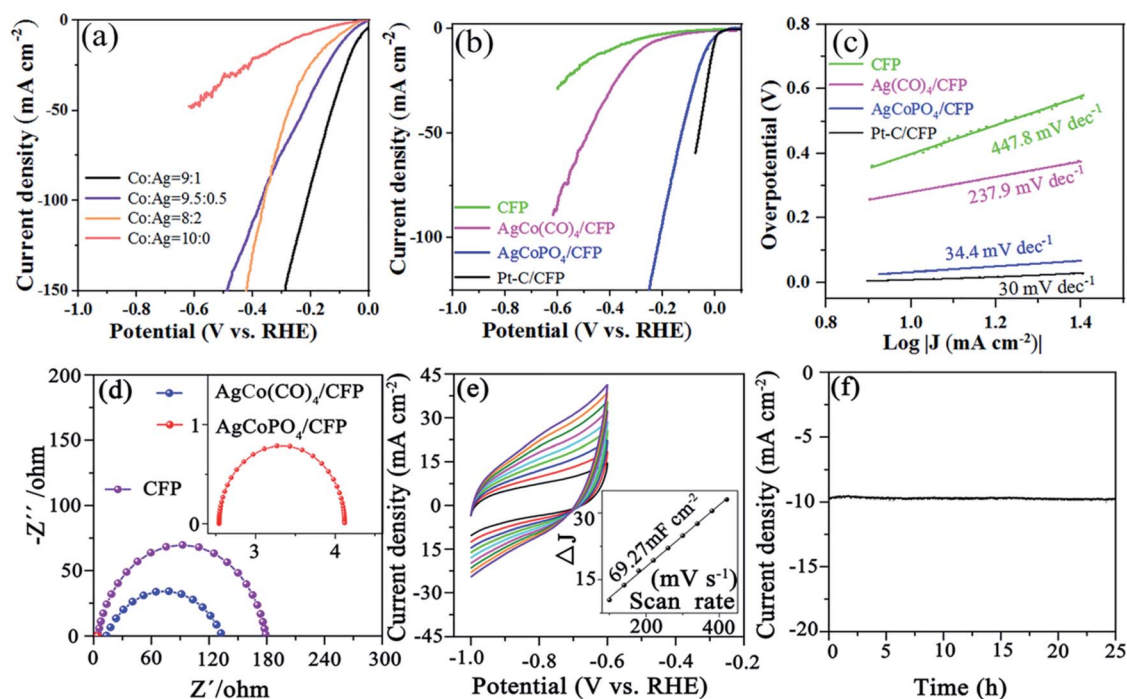 (a)
Current density (mA cm⁻²)
0
-50
-100
-150
Co:Ag=9:1
Co:Ag=9.5:0.5
Co:Ag=8:2
Co:Ag=10:0
-0.8 -0.6 -0.4 -0.2 0.0
Potential (V vs. RHE)
(b)
Current density (mA cm⁻²)
0
-50
-100
CFP
AgCo(CO)₄/CFP
AgCoPO₄/CFP
Pt-C/CFP
-0.8 -0.6 -0.4 -0.2 0.0
Potential (V vs. RHE)
(c)
Overpotential (V)
0.8
0.6
0.4
0.2
0.0
CFP
Ag(CO)₄/CFP
AgCoPO₄/CFP
Pt-C/CFP
447.8 mV dec⁻¹
237.9 mV dec⁻¹
34.4 mV dec⁻¹
30 mV dec⁻¹
0.8 1.0 1.2 1.4
Log |J (mA cm⁻²)|
(d)
-Z′′/ohm
200
150
100
50
0
AgCo(CO)₄/CFP
AgCoPO₄/CFP
CFP
1
0
3 4
0 60 120 180 240 300
Z′/ohm
(e)
Current density (mA cm⁻²)
45
30
15
0
-15
-30
-45
69.27mF cm⁻²
ΔJ
30
15
(mV s⁻¹)
Scan rate
200 400
-1.0 -0.8 -0.6 -0.4 -0.2
Potential (V vs. RHE)
(f)
Current density (mA cm⁻²)
0
-5
-10
-15
-20
0 5 10 15 20 25
Time (h)